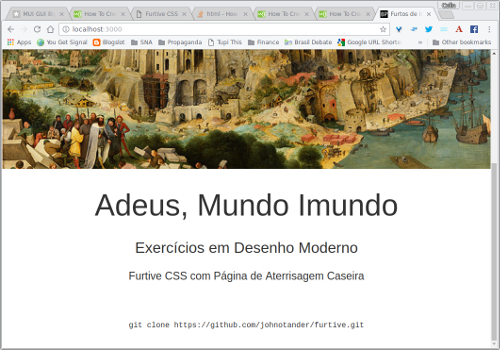 Colin
MUI GUI B
How To Cre
Furtive CSS
html - How
How To Cre
How To Cre
Furtos de
localhost:3000
Apps You Get Signal Blogslot SNA Propaganda Tupi This Finance Brasil Debate Google URL Short » Other bookmarks
Adeus, Mundo Imundo
Exercícios em Desenho Moderno
Furtive CSS com Página de Aterrisagem Caseira
git clone https://github.com/johnotander/furtive.git